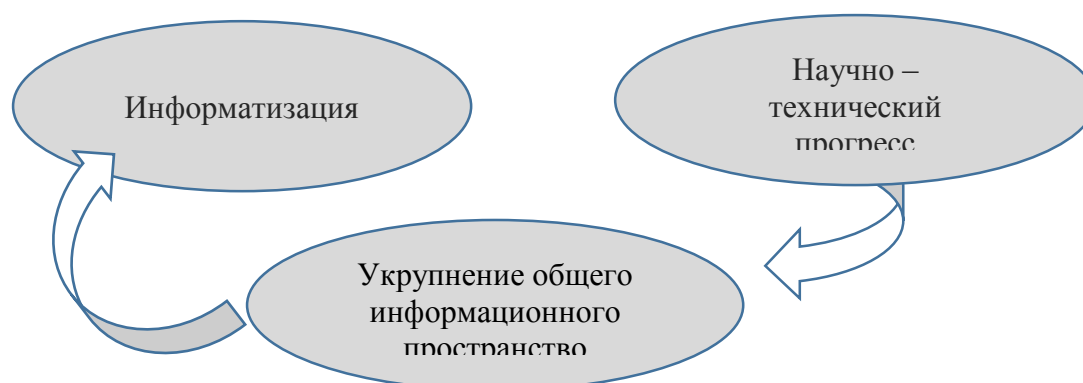 Информатизация
Научно –
технический
прогресс
Укрупнение общего
информационного
пространство